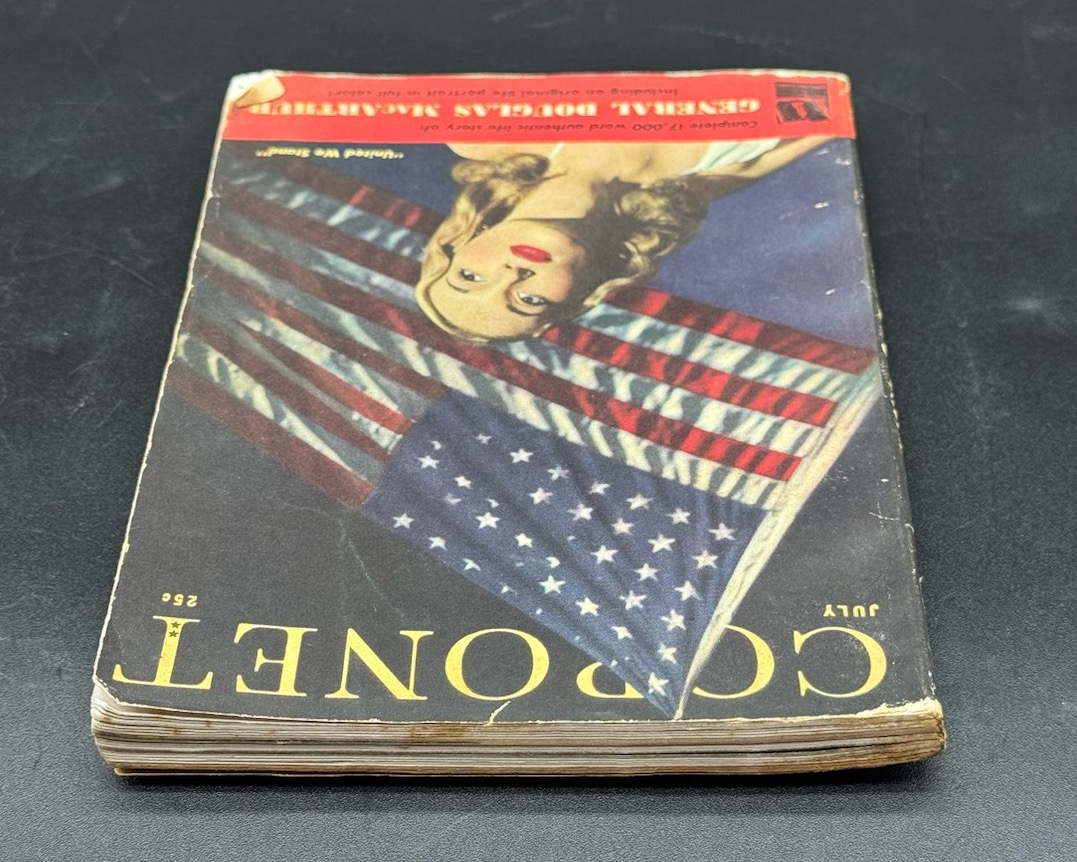 CORONET
JULY
25c
"United We Stand"
Complete 17,000 word authentic life story of:
GENERAL DOUGLAS MacARTHUR
including an original life portrait in full color!